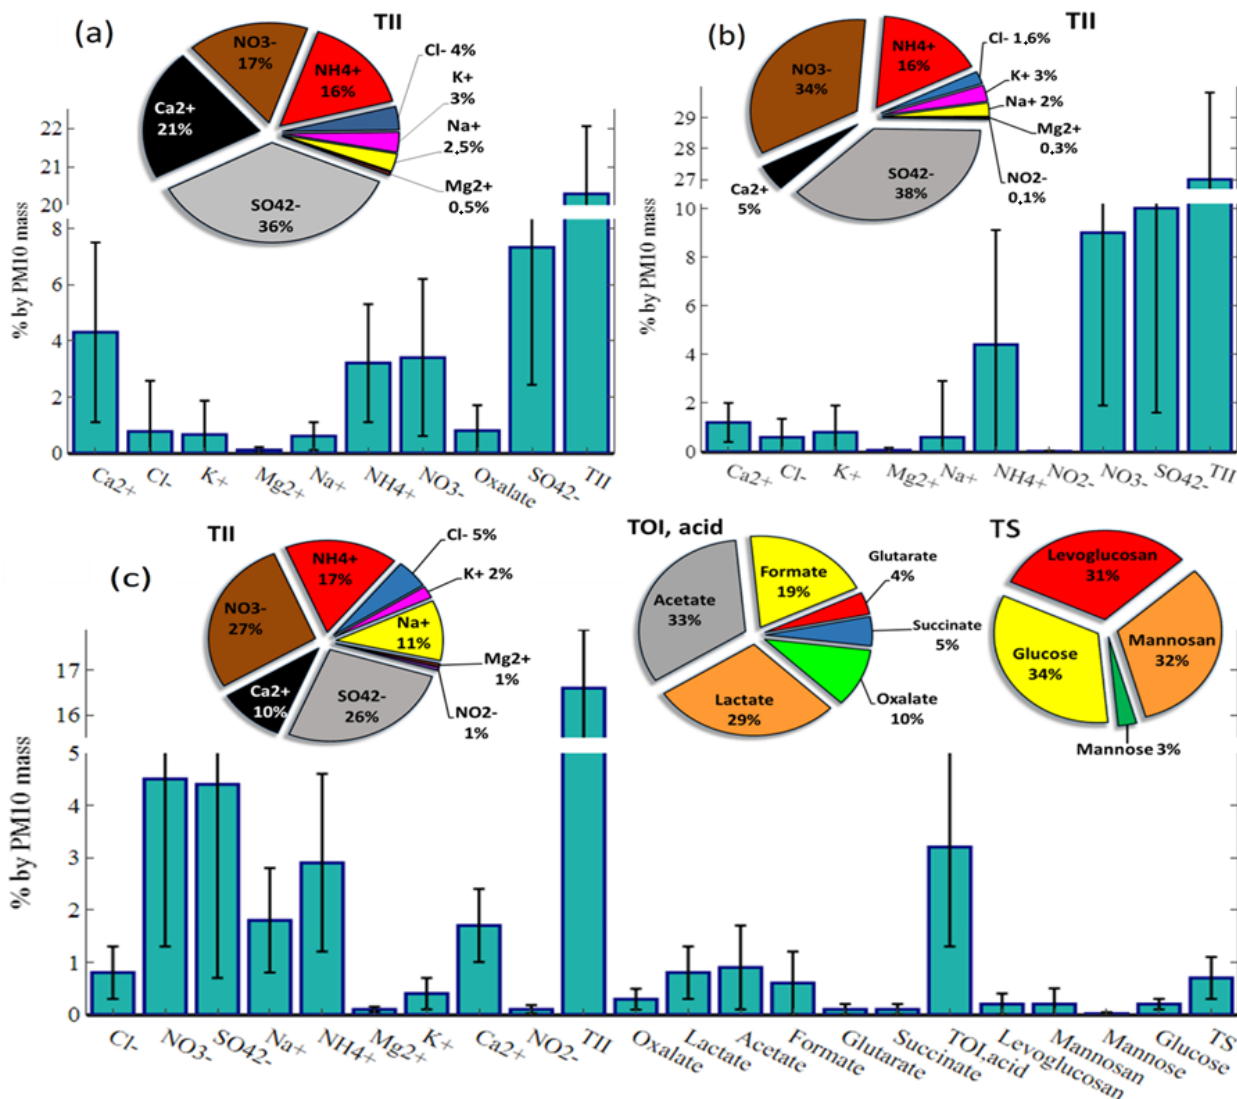 (a)
TII
NO3-
17%
NH4+
16%
Cl- 4%
K+
3%
Na+
2,5%
Mg2+
0,5%
SO42-
36%
Ca2+
21%
% by PM10 mass
22
21
20
8
6
4
2
0
Ca2+
Cl-
K+
Mg2+
Na+
NH4+
NO3-
Oxalate
SO42-
TII
(b)
TII
NO3-
34%
NH4+
16%
Cl- 1,6%
K+ 3%
Na+ 2%
Mg2+
0,3%
NO2-
0,1%
SO42-
38%
Ca2+
5%
% by PM10 mass
29
28
27
10
8
6
4
2
0
Ca2+
Cl-
K+
Mg2+
Na+
NH4+
NO2-
NO3-
SO42-
TII
(c)
TII
NH4+
17%
Cl- 5%
K+ 2%
Na+
11%
Mg2+
1%
NO2-
1%
SO42-
26%
Ca2+
10%
NO3-
27%
TOI, acid
Acetate
33%
Formate
19%
Glutarate
4%
Succinate
5%
Oxalate
10%
Lactate
29%
TS
Levoglucosan
31%
Mannosan
32%
Mannose 3%
Glucose
34%
% by PM10 mass
17
16
5
4
3
2
1
0
Cl-
NO3-
SO42-
Na+
NH4+
Mg2+
K+
Ca2+
NO2-
TII
Oxalate
Lactate
Acetate
Formate
Glutarate
Succinate
TOI,acid
Levoglucosan
Mannosan
Mannose
Glucose
TS